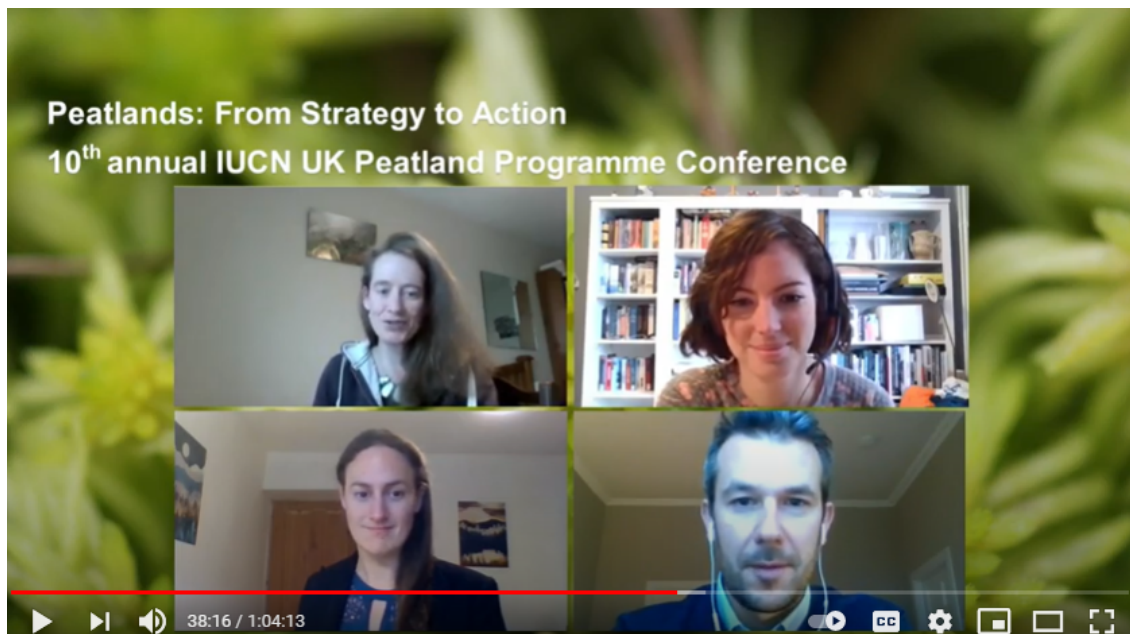 Peatlands: From Strategy to Action
10th annual IUCN UK Peatland Programme Conference
38:16 / 1:04:13
CC